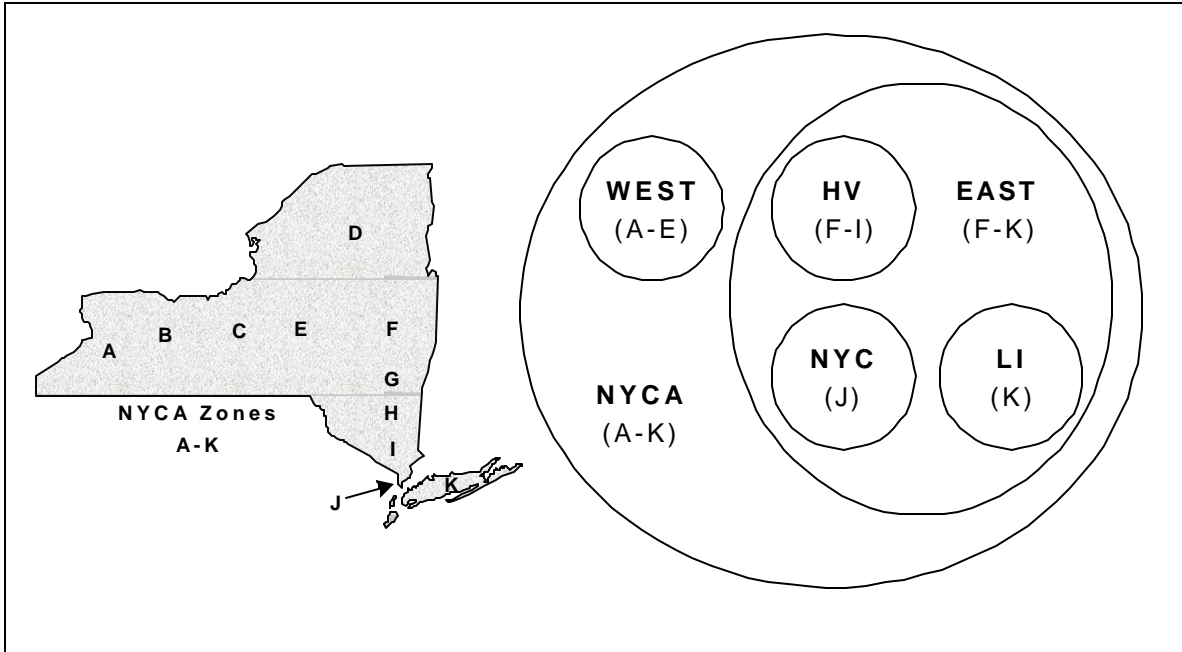 D
A
B
C
E
F
G
H
I
J
K
NYCA Zones
A-K
WEST
(A-E)
HV
(F-I)
EAST
(F-K)
NYC
(J)
LI
(K)
NYCA
(A-K)